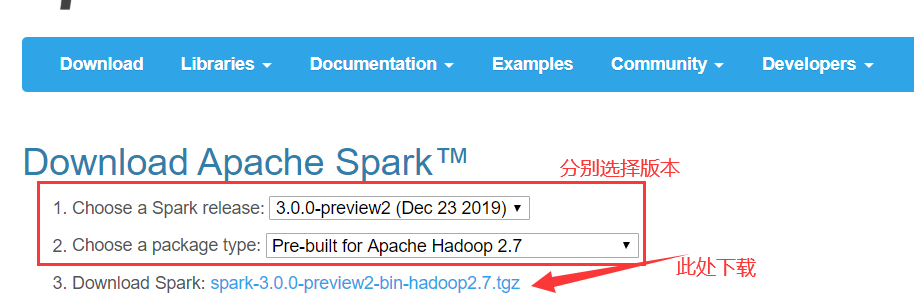 Download Libraries Documentation Examples Community Developers
Download Apache Spark™
分别选择版本
1. Choose a Spark release: 3.0.0-preview2 (Dec 23 2019)
2. Choose a package type: Pre-built for Apache Hadoop 2.7
此处下载
3. Download Spark: spark-3.0.0-preview2-bin-hadoop2.7.tgz